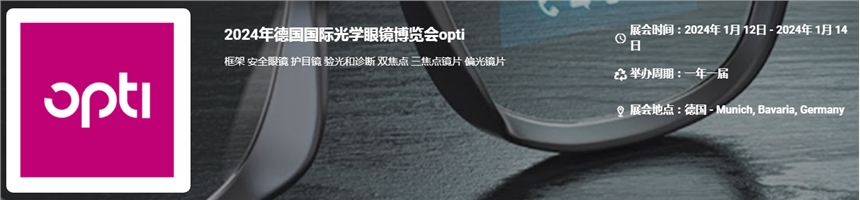 opti
2024年德国国际光学眼镜博览会opti
框架 安全眼镜 护目镜 验光和诊断 双焦点 三焦点镜片 偏光镜片
展会时间：2024年 1月 12日 - 2024年 1月 14
日
举办周期：一年一届
展会地点：德国 - Munich, Bavaria, Germany